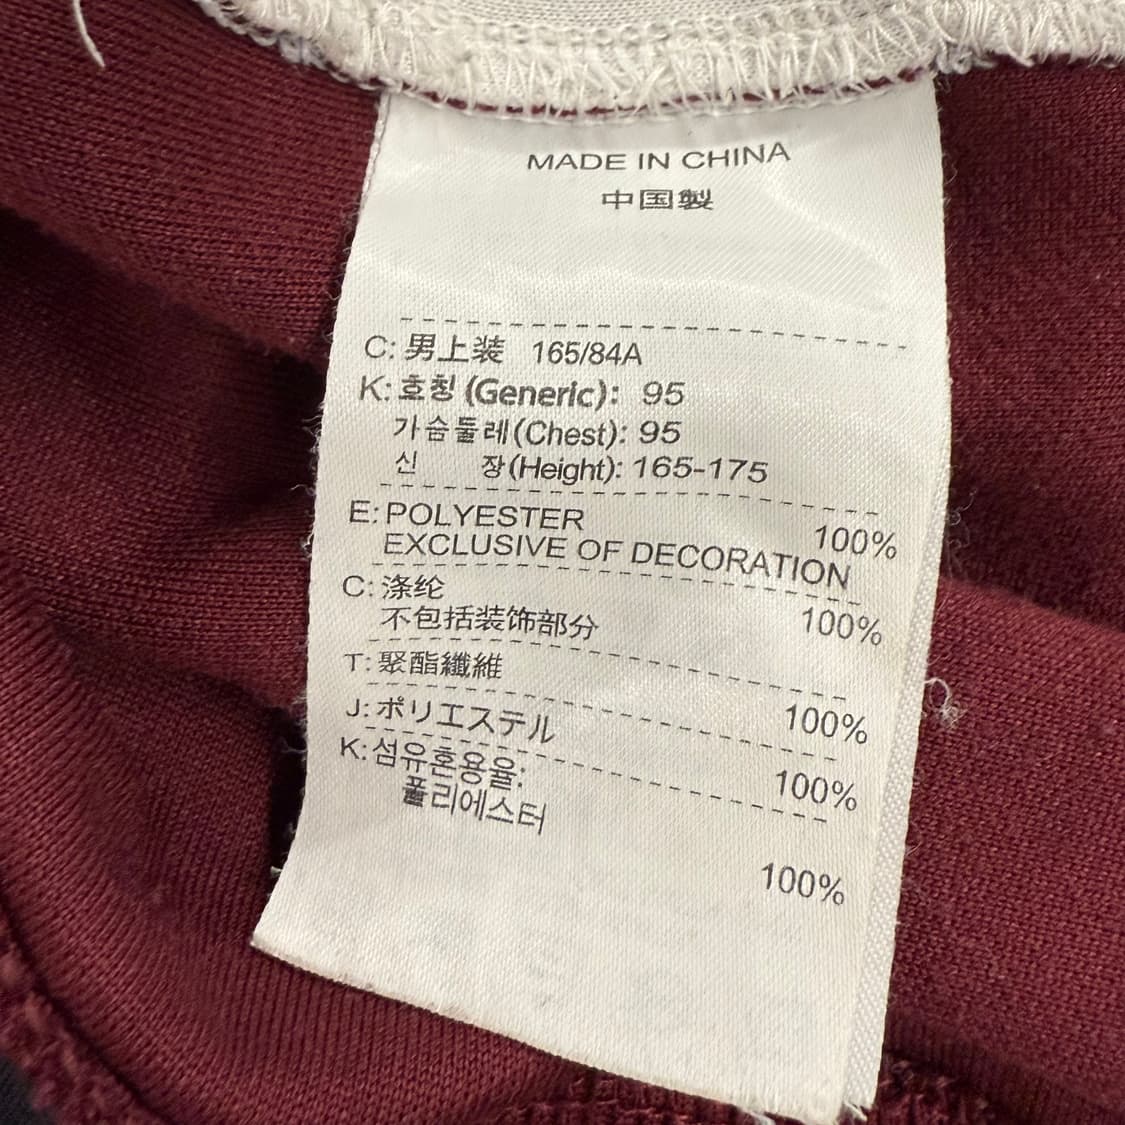 MADE IN CHINA
中国製
C: 男上装 165/84A
K: 호칭 (Generic): 95
가슴둘레 (Chest): 95
신 장 (Height): 165-175
E: POLYESTER 100%
EXCLUSIVE OF DECORATION
C: 涤纶 100%
不包括装饰部分
T: 聚酯纖維 100%
J: ポリエステル 100%
K: 섬유혼용율:
폴리에스터 100%